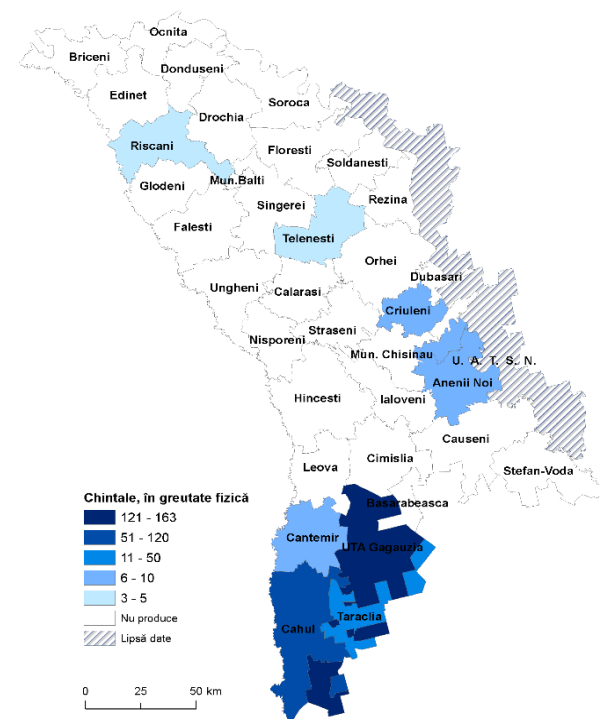 Ocnita
Briceni
Donduseni
Edinet
Soroca
Drochia
Riscani
Floresti
Soldanesti
Mun.Balti
Glodeni
Singerei
Rezina
Falesti
Telenesti
Orhei
Dubasari
Ungheni
Calarasi
Criuleni
Straseni
Nisporeni
Mun. Chisinau
U. A. T. S. N.
Anenii Noi
Hincesti
Ialoveni
Causeni
Cimislia
Leova
Stefan-Voda
Chintale, în greutate fizică
121 - 163
51 - 120
11 - 50
6 - 10
3 - 5
Nu produce
Lipsă date
Basarabeasca
Cantemir
UTA Gagauzia
Taraclia
Cahul
0 25 50 km